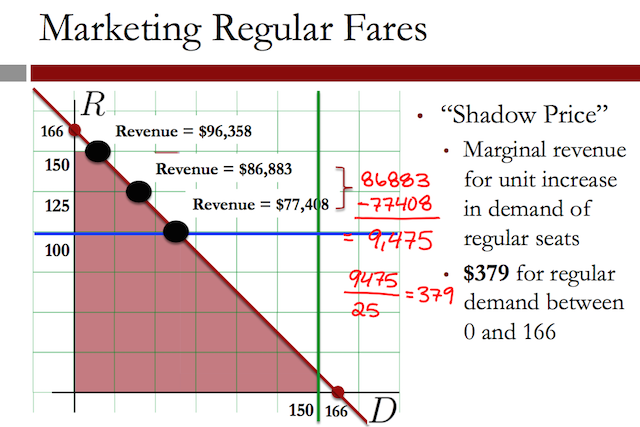 Marketing Regular Fares
R
166
Revenue = $96,358
150
Revenue = $86,883
125
Revenue = $77,408
100
150
166
D
86883
-77408
= 9,475
9475
25
=379
• “Shadow Price”
• Marginal revenue
for unit increase
in demand of
regular seats
• $379 for regular
demand between
0 and 166